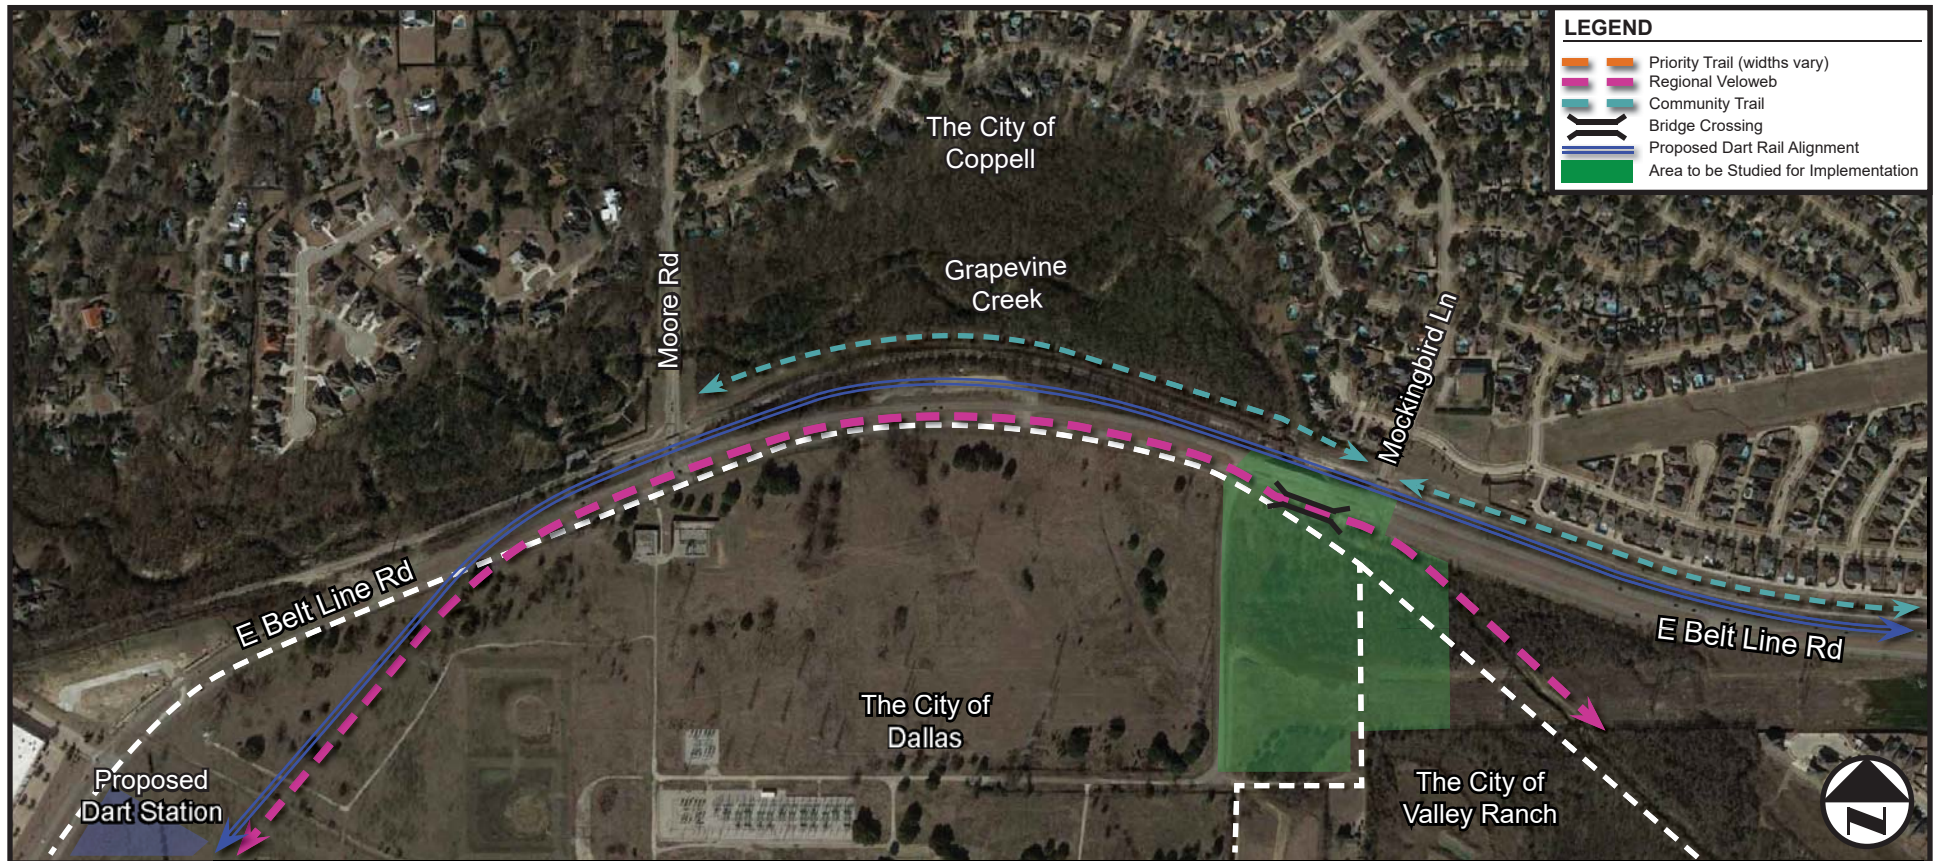 LEGEND
Priority Trail (widths vary)
Regional Veloweb
Community Trail
Bridge Crossing
Proposed Dart Rail Alignment
Area to be Studied for Implementation
The City of
Coppell
Grapevine
Creek
Moore Rd
Mockingbird Ln
E Belt Line Rd
E Belt Line Rd
The City of
Dallas
Proposed
Dart Station
The City of
Valley Ranch
N